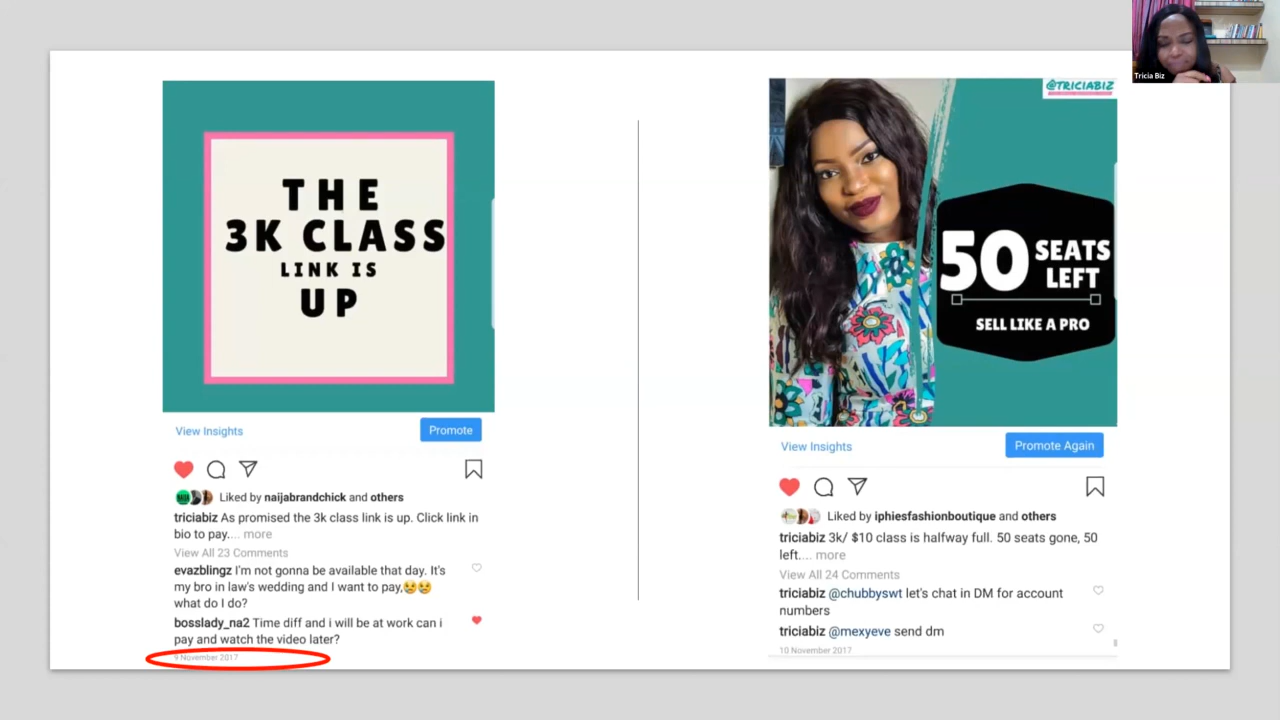 THE
3K CLASS
LINK IS
UP
View Insights
Promote
Liked by naijabrandchick and others
triciabiz As promised the 3k class link is up. Click link in
bio to pay.... more
View All 23 Comments
evazblingz I'm not gonna be available that day. It's
my bro in law's wedding and I want to pay,😢😢
what do I do?
bosslady_na2 Time diff and i will be at work can i
pay and watch the video later?
9 November 2017
@TRICIABIZ
50 SEATS
LEFT
SELL LIKE A PRO
View Insights
Promote Again
Liked by iphiesfashionboutique and others
triciabiz 3k/ $10 class is halfway full. 50 seats gone, 50
left.... more
View All 24 Comments
triciabiz @chubbyswt let's chat in DM for account
numbers
triciabiz @mexyeve send dm
10 November 2017
Tricia Biz